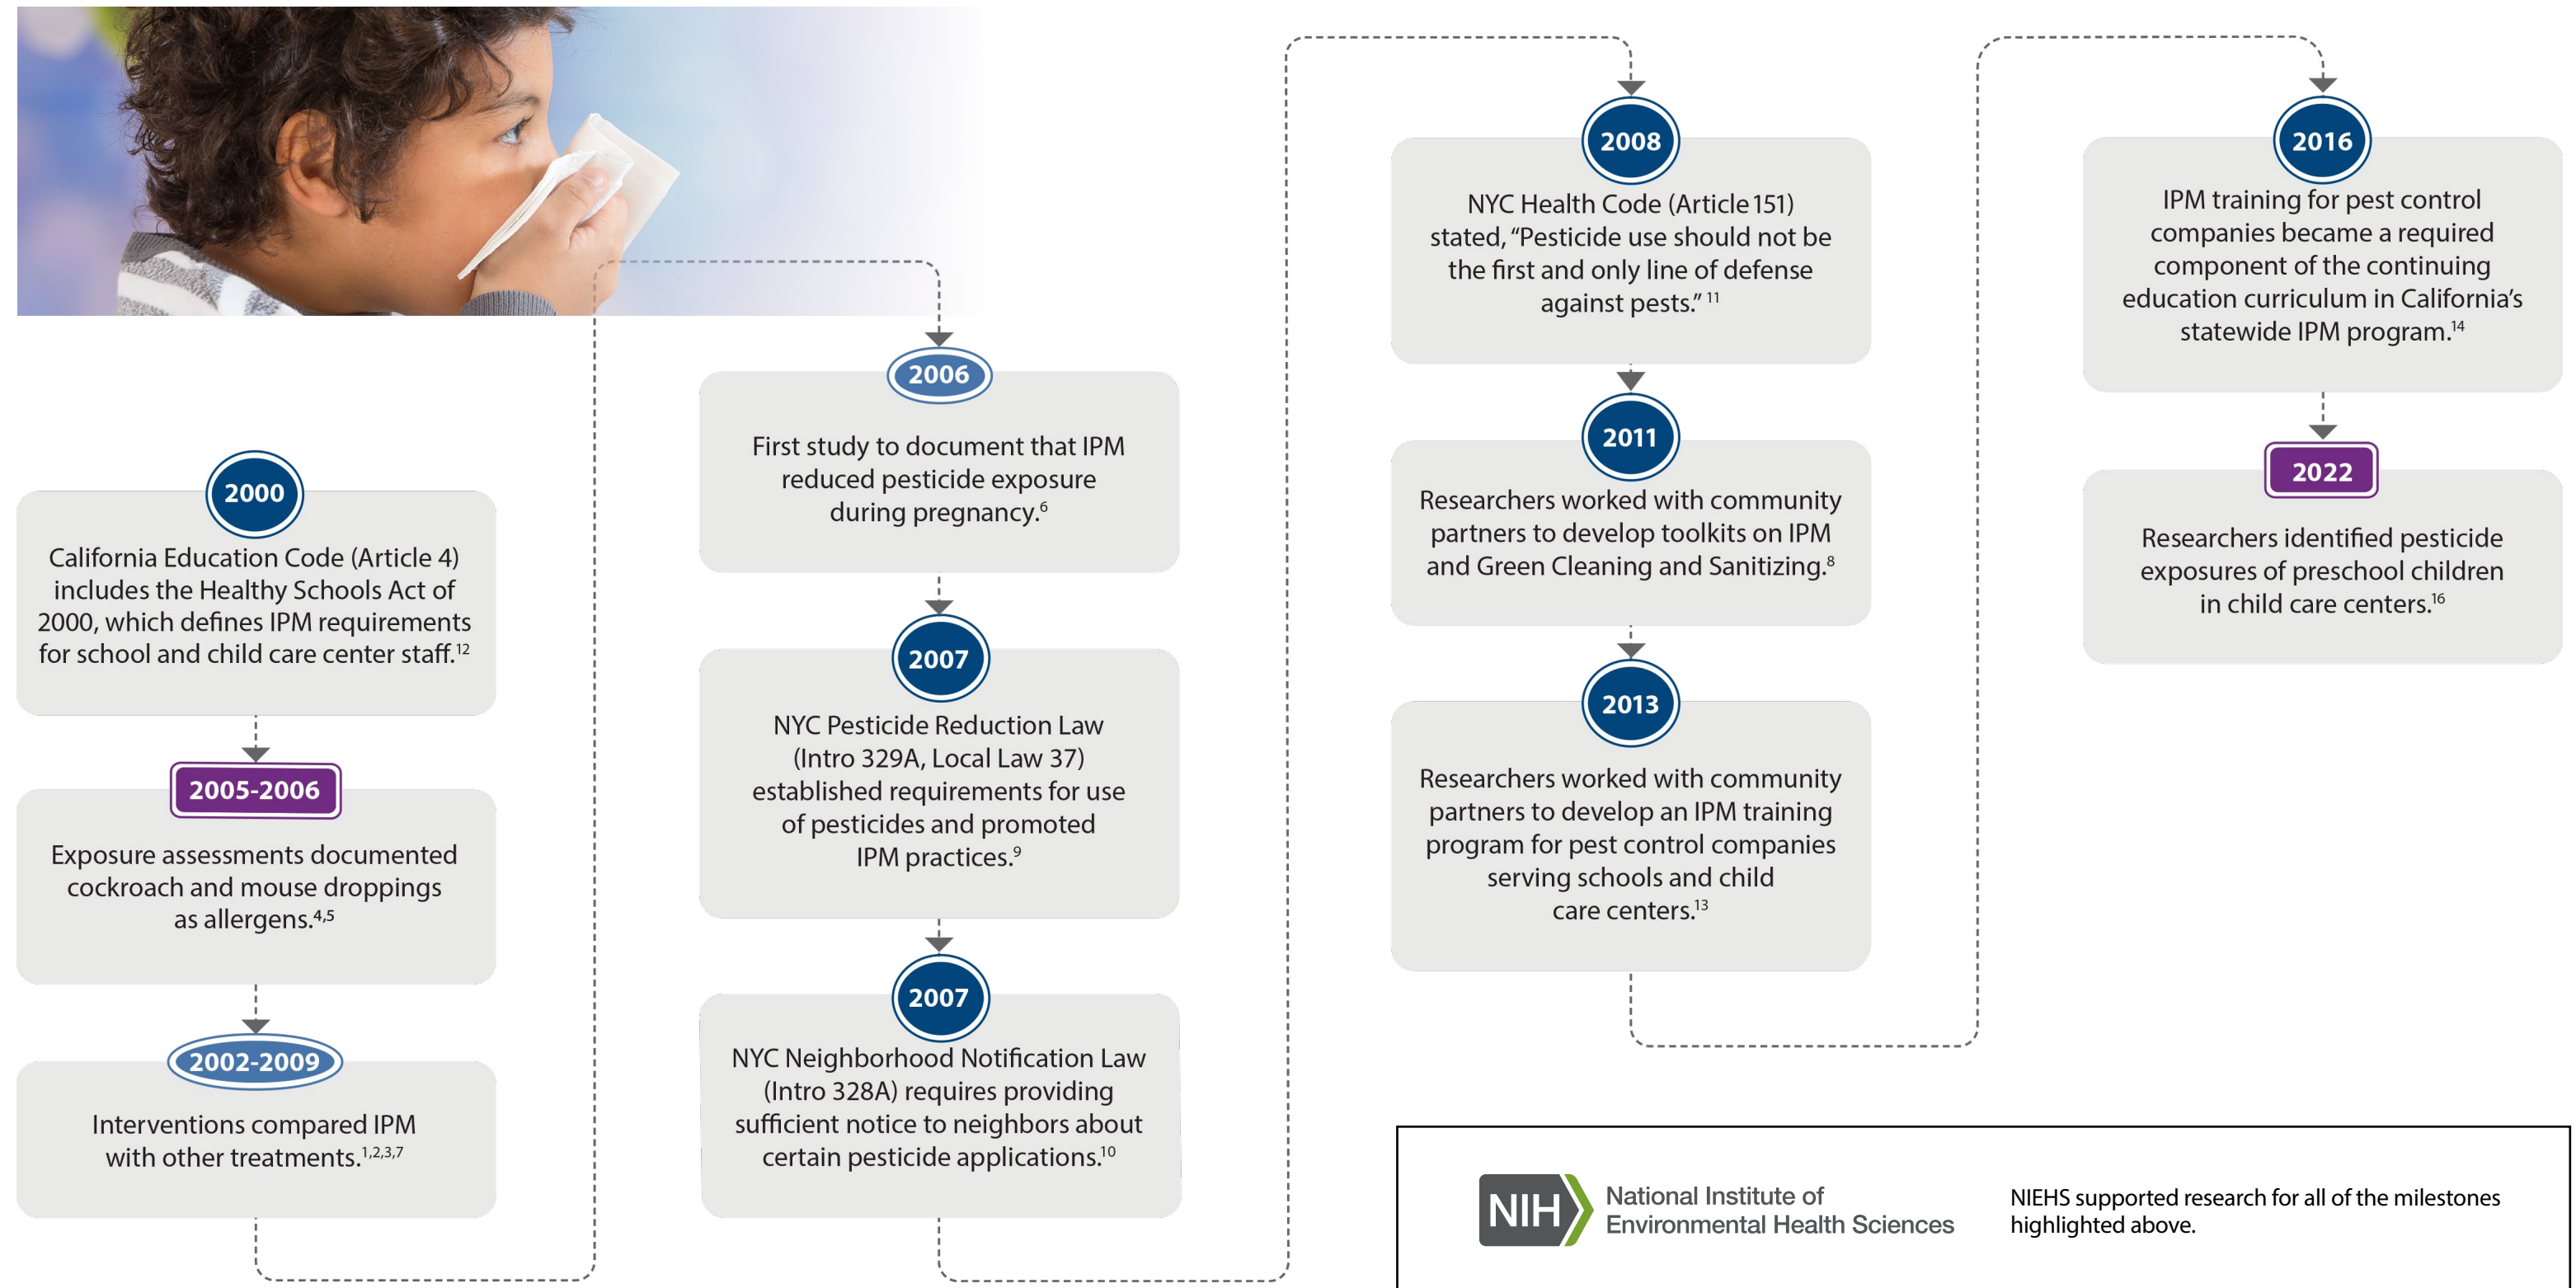 2000
California Education Code (Article 4)
includes the Healthy Schools Act of
2000, which defines IPM requirements
for school and child care center staff.12
2005-2006
Exposure assessments documented
cockroach and mouse droppings
as allergens.4,5
2002-2009
Interventions compared IPM
with other treatments.1,2,3,7
2006
First study to document that IPM
reduced pesticide exposure
during pregnancy.6
2007
NYC Pesticide Reduction Law
(Intro 329A, Local Law 37)
established requirements for use
of pesticides and promoted
IPM practices.9
2007
NYC Neighborhood Notification Law
(Intro 328A) requires providing
sufficient notice to neighbors about
certain pesticide applications.10
2008
NYC Health Code (Article 151)
stated, “Pesticide use should not be
the first and only line of defense
against pests.” 11
2011
Researchers worked with community
partners to develop toolkits on IPM
and Green Cleaning and Sanitizing.8
2013
Researchers worked with community
partners to develop an IPM training
program for pest control companies
serving schools and child
care centers.13
2016
IPM training for pest control
companies became a required
component of the continuing
education curriculum in California’s
statewide IPM program.14
2022
Researchers identified pesticide
exposures of preschool children
in child care centers.16
NIH
National Institute of
Environmental Health Sciences
NIEHS supported research for all of the milestones
highlighted above.